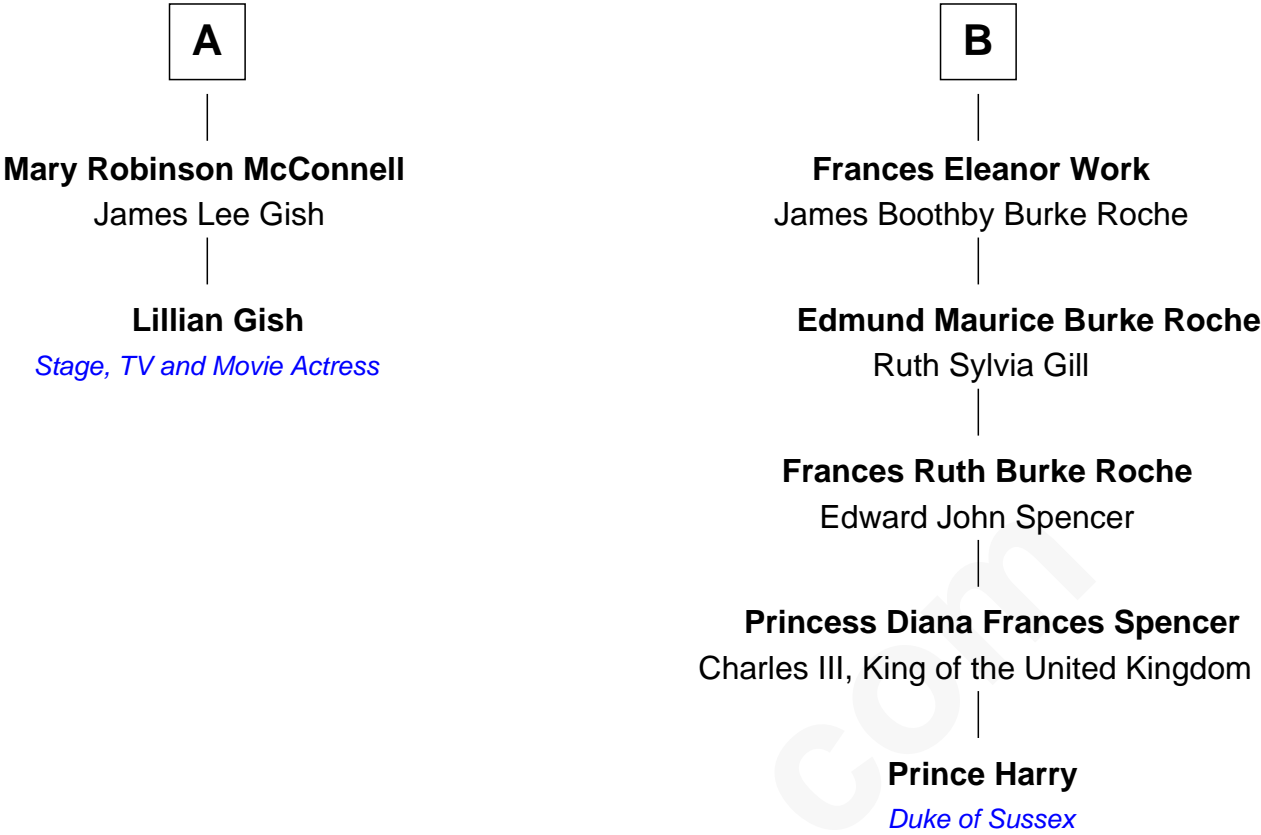 A
Mary Robinson McConnell
James Lee Gish
Lillian Gish
Stage, TV and Movie Actress
B
Frances Eleanor Work
James Boothby Burke Roche
Edmund Maurice Burke Roche
Ruth Sylvia Gill
Frances Ruth Burke Roche
Edward John Spencer
Princess Diana Frances Spencer
Charles III, King of the United Kingdom
Prince Harry
Duke of Sussex
com